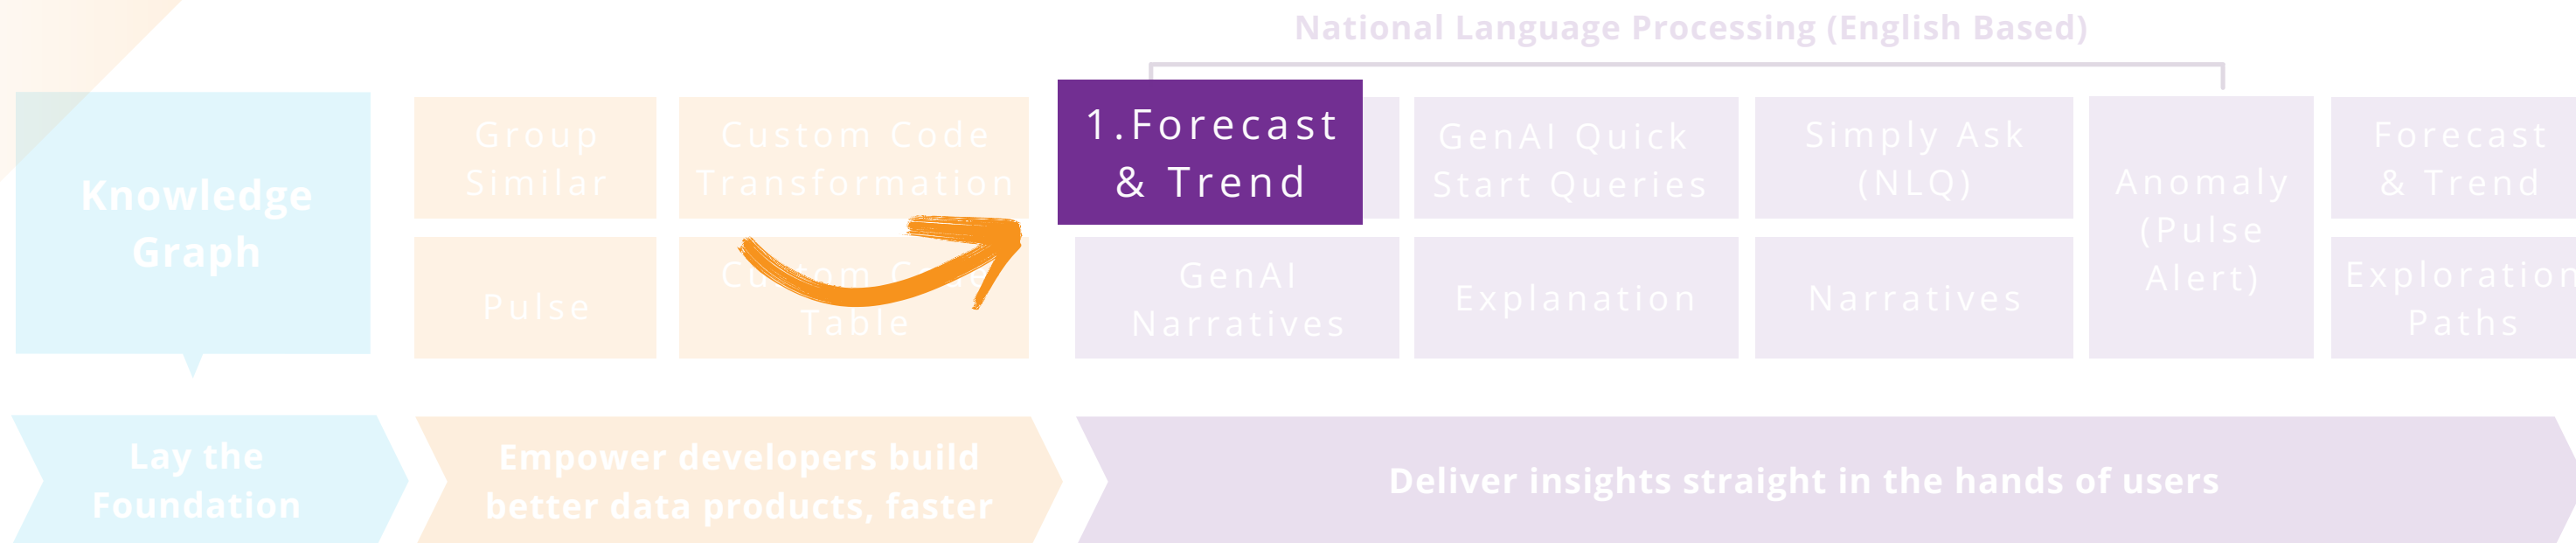 National Language Processing (English Based)
Knowledge
Graph
Group
Similar
Custom Code
Transformation
1.Forecast
& Trend
GenAI Quick
Start Queries
Simply Ask
(NLQ)
Anomaly
(Pulse
Alert)
Forecast
& Trend
Pulse
Custom Code
Table
GenAI
Narratives
Explanation
Narratives
Exploration
Paths
Lay the
Foundation
Empower developers build
better data products, faster
Deliver insights straight in the hands of users